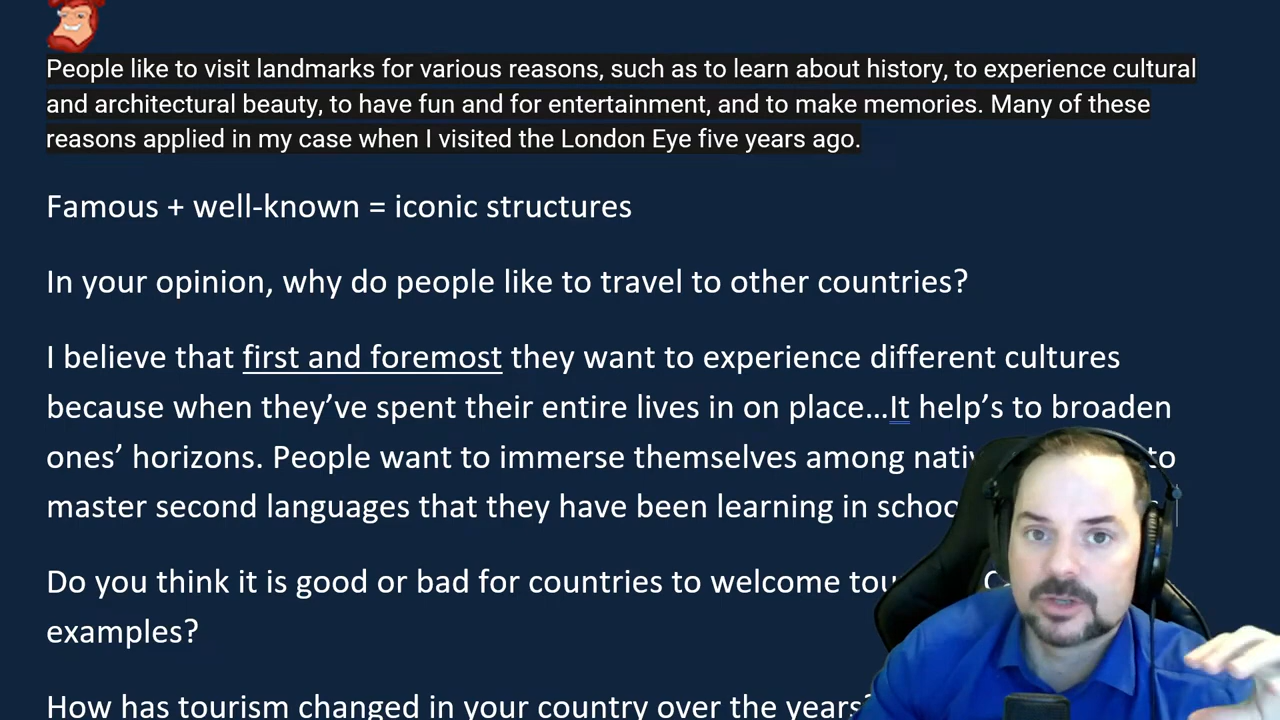 People like to visit landmarks for various reasons, such as to learn about history, to experience cultural
and architectural beauty, to have fun and for entertainment, and to make memories. Many of these
reasons applied in my case when I visited the London Eye five years ago.
Famous + well-known = iconic structures
In your opinion, why do people like to travel to other countries?
I believe that first and foremost they want to experience different cultures
because when they’ve spent their entire lives in on place…It help’s to broaden
ones’ horizons. People want to immerse themselves among to
master second languages that they have been learning in
Do you think it is good or bad for countries to welcome
examples?
How has tourism changed in your country over the years?